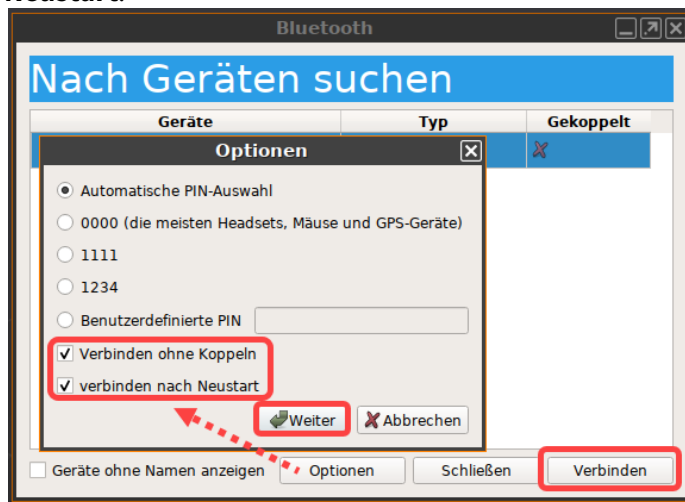 Bluetooth
Nach Geräten suchen
Geräte Typ Gekoppelt
Optionen
Automatische PIN-Auswahl
0000 (die meisten Headsets, Mäuse und GPS-Geräte)
1111
1234
Benutzerdefinierte PIN
Verbinden ohne Koppeln
verbinden nach Neustart
Weiter Abbrechen
Geräte ohne Namen anzeigen Optionen Schließen Verbinden